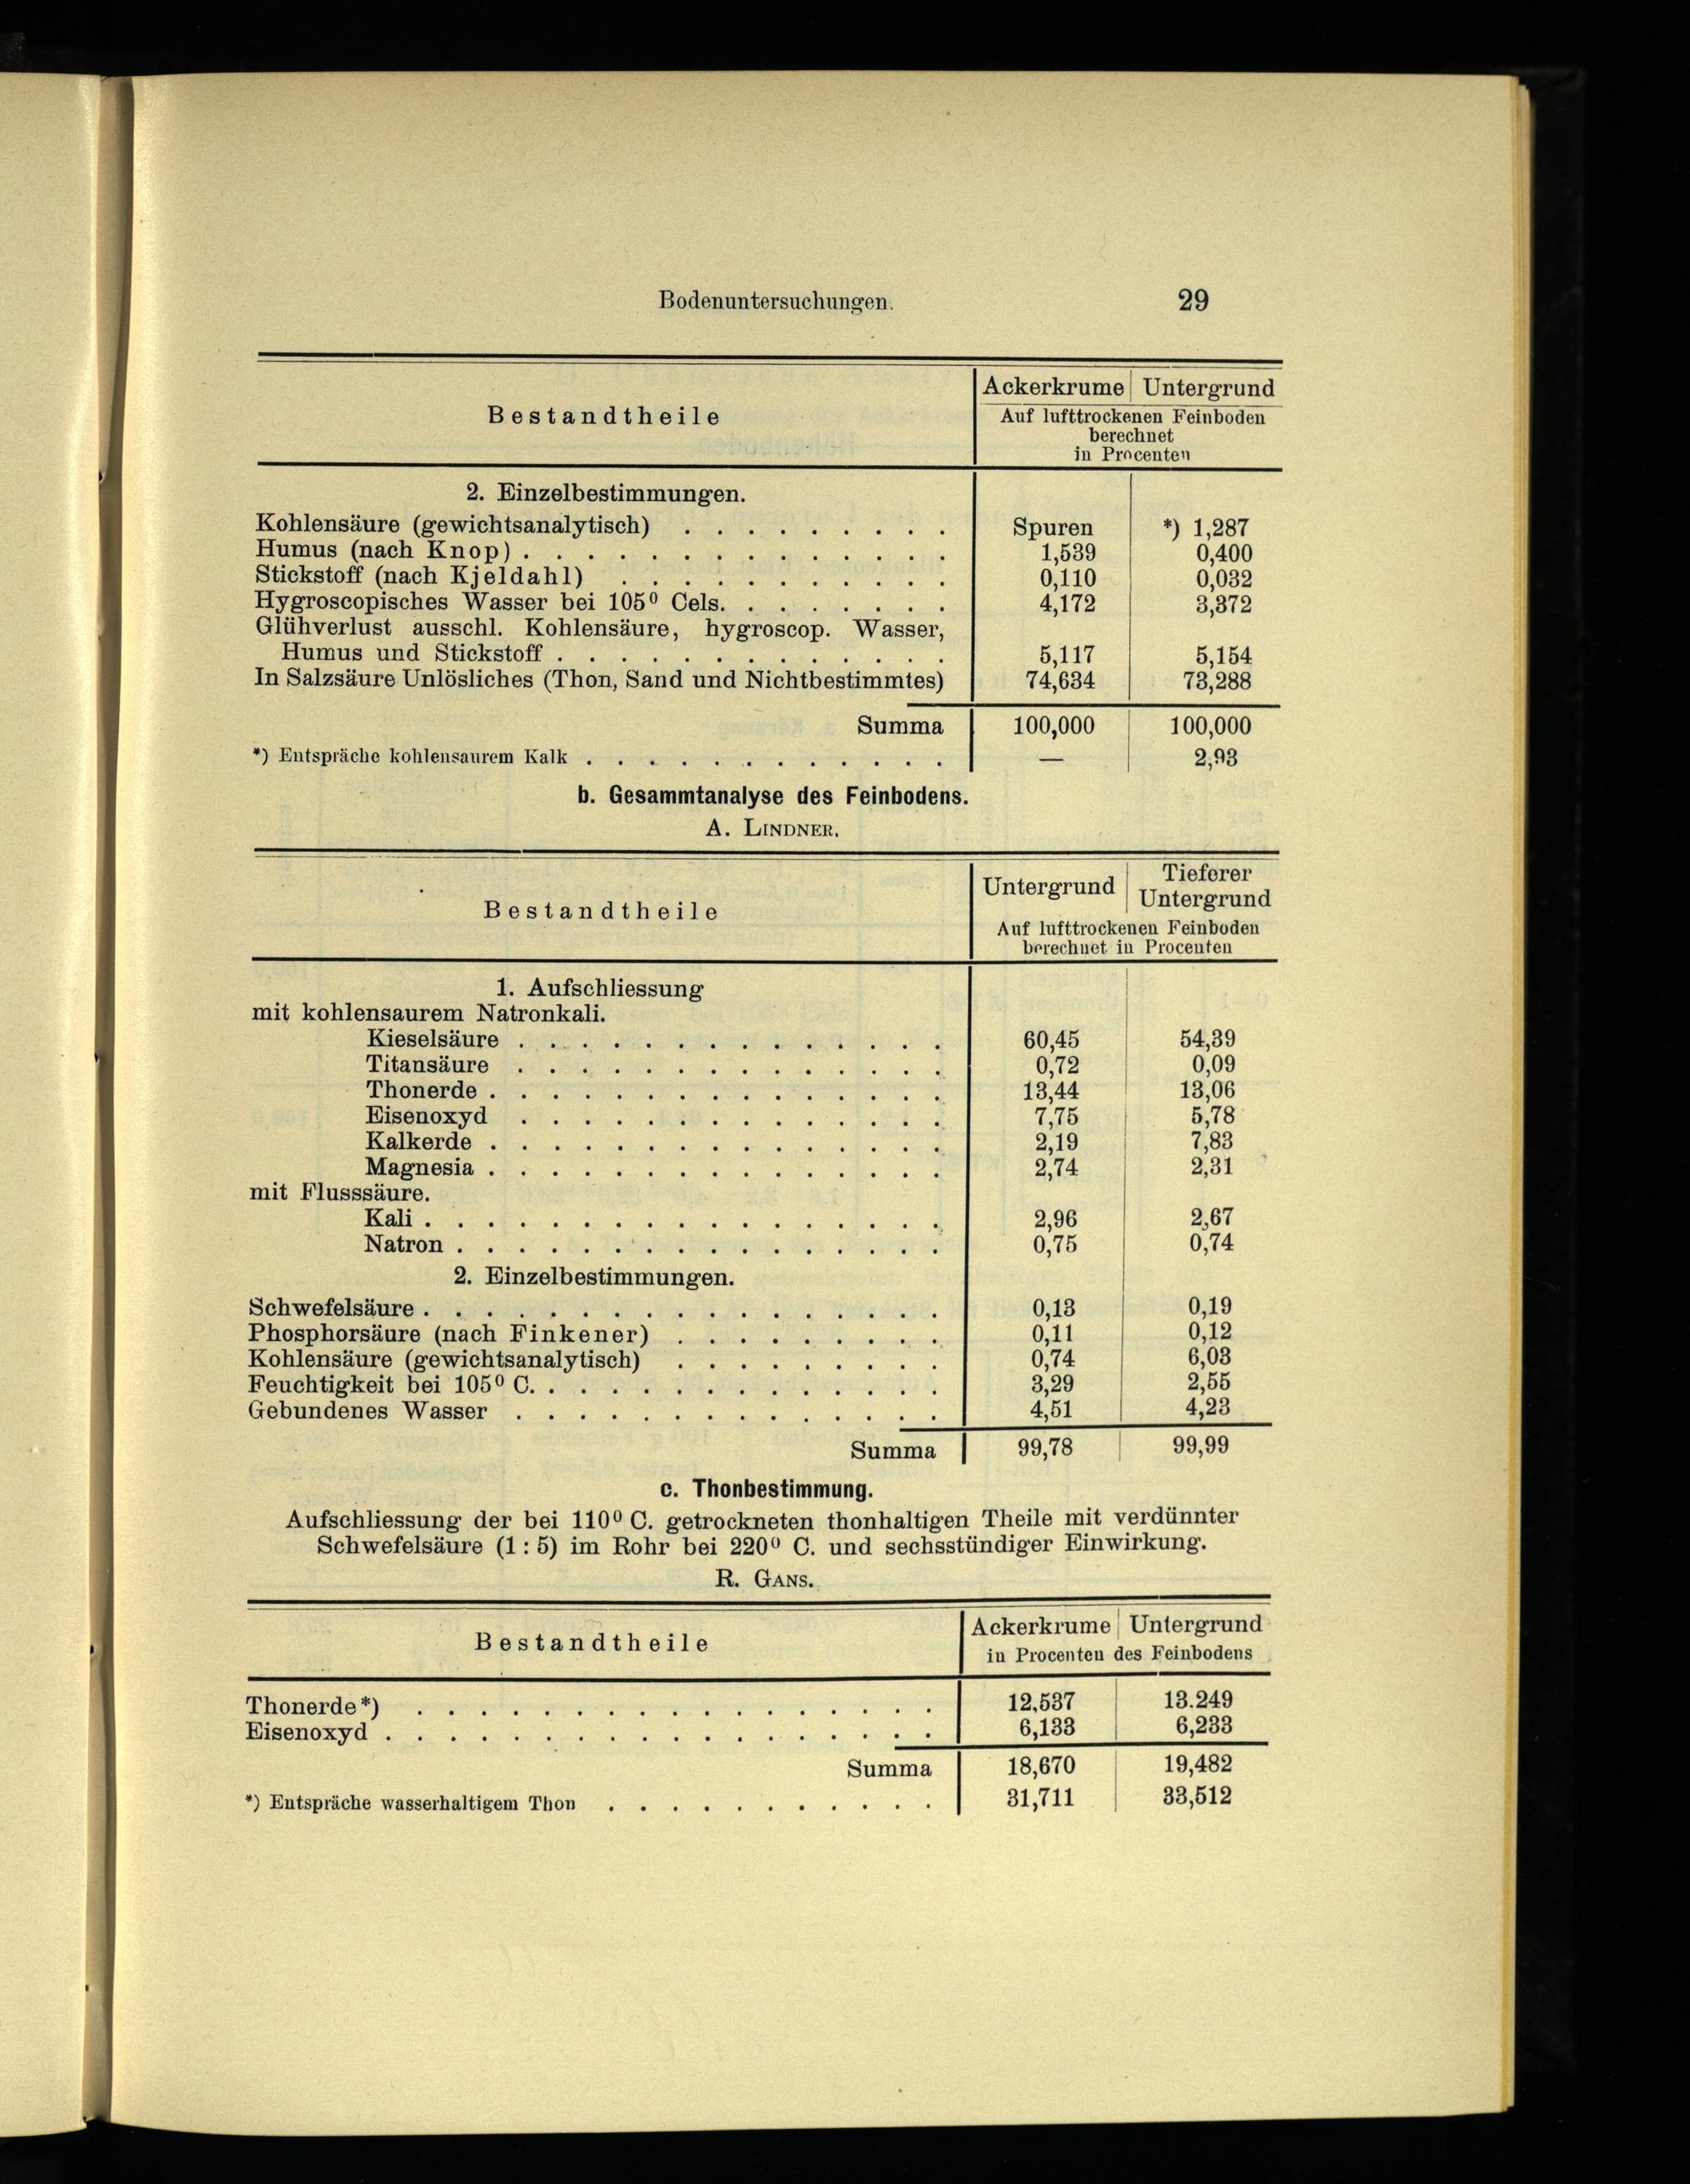 Bodenuntersuchungen. 29
Bestandtheile Ackerkrume Untergrund
Auf lufttrockenen Feinboden
berechnet
in Procenten
2. Einzelbestimmungen.
Kohlensäure (gewichtsanalytisch) . . . . . . . . . Spuren *) 1,287
Humus (nach Knop) . . . . . . . . . . . . . . 1,539 0,400
Stickstoff (nach Kjeldahl) . . . . . . . . . . . 0,110 0,032
Hygroscopisches Wasser bei 105⁰ Cels. . . . . . . . 4,172 3,372
Glühverlust ausschl. Kohlensäure, hygroscop. Wasser,
Humus und Stickstoff . . . . . . . . . . . . . 5,117 5,154
In Salzsäure Unlösliches (Thon, Sand und Nichtbestimmtes) 74,634 73,288
Summa 100,000 100,000
*) Entspräche kohlensaurem Kalk . . . . . . . . . . . . — 2,93
b. Gesammtanalyse des Feinbodens.
A. LINDNER.
Bestandtheile Untergrund Tieferer
Untergrund
Auf lufttrockenen Feinboden
berechnet in Procenten
1. Aufschliessung
mit kohlensaurem Natronkali.
Kieselsäure . . . . . . . . . . . . . . 60,45 54,39
Titansäure . . . . . . . . . . . . . . 0,72 0,09
Thonerde . . . . . . . . . . . . . . . 13,44 13,06
Eisenoxyd . . . . . . . . . . . . . . 7,75 5,78
Kalkerde . . . . . . . . . . . . . . . 2,19 7,83
Magnesia . . . . . . . . . . . . . . . 2,74 2,31
mit Flusssäure.
Kali . . . . . . . . . . . . . . . . . 2,96 2,67
Natron . . . . . . . . . . . . . . . . 0,75 0,74
2. Einzelbestimmungen.
Schwefelsäure . . . . . . . . . . . . . . . . . 0,13 0,19
Phosphorsäure (nach Finkener) . . . . . . . . . 0,11 0,12
Kohlensäure (gewichtsanalytisch) . . . . . . . . . 0,74 6,03
Feuchtigkeit bei 105⁰ C. . . . . . . . . . . . . . 3,29 2,55
Gebundenes Wasser . . . . . . . . . . . . . . 4,51 4,23
Summa 99,78 99,99
c. Thonbestimmung.
Aufschliessung der bei 110⁰ C. getrockneten thonhaltigen Theile mit verdünnter
Schwefelsäure (1 : 5) im Rohr bei 220⁰ C. und sechsstündiger Einwirkung.
R. GANS.
Bestandtheile Ackerkrume Untergrund
in Procenten des Feinbodens
Thonerde *) . . . . . . . . . . . . . . . . . 12,537 13.249
Eisenoxyd . . . . . . . . . . . . . . . . . . 6,133 6,233
Summa 18,670 19,482
*) Entspräche wasserhaltigem Thon . . . . . . . . . . . 31,711 33,512